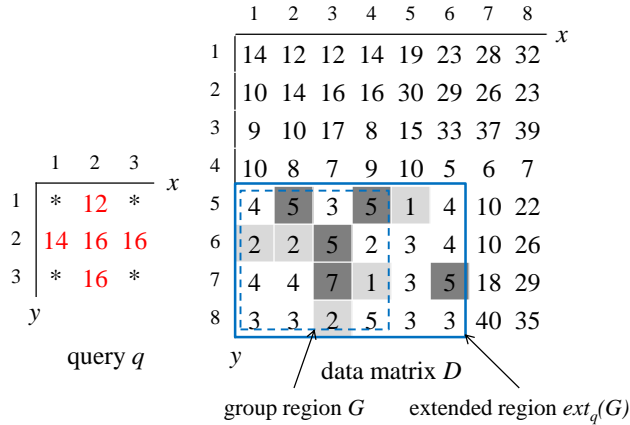 1 2 3 4 5 6 7 8
x
1 14 12 12 14 19 23 28 32
2 10 14 16 16 30 29 26 23
3 9 10 17 8 15 33 37 39
4 10 8 7 9 10 5 6 7
5 4 5 3 5 1 4 10 22
6 2 2 5 2 3 4 10 26
7 4 4 7 1 3 5 18 29
8 3 3 2 5 3 3 40 35
y
1 2 3
x
1 * 12 *
2 14 16 16
3 * 16 *
y
query q
data matrix D
group region G
extended region ext_q(G)